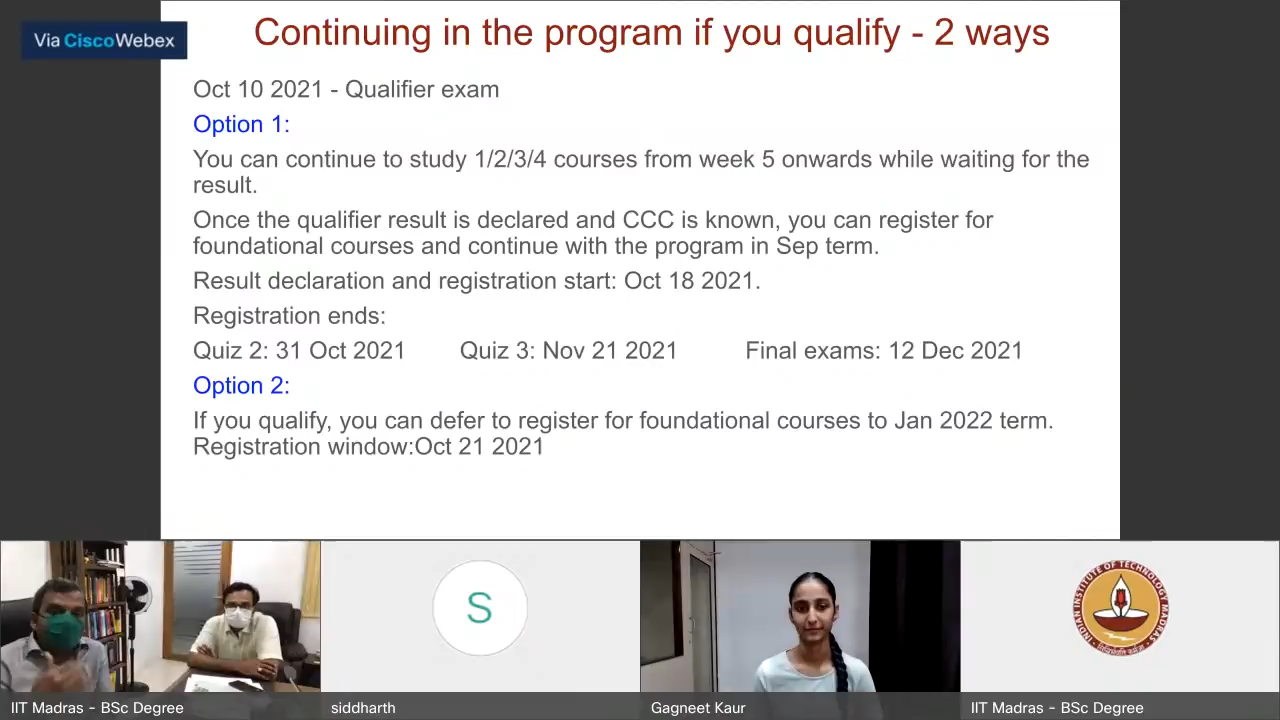 Via CiscoWebex
Continuing in the program if you qualify - 2 ways
Oct 10 2021 - Qualifier exam
Option 1:
You can continue to study 1/2/3/4 courses from week 5 onwards while waiting for the
result.
Once the qualifier result is declared and CCC is known, you can register for
foundational courses and continue with the program in Sep term.
Result declaration and registration start: Oct 18 2021.
Registration ends:
Quiz 2: 31 Oct 2021 Quiz 3: Nov 21 2021 Final exams: 12 Dec 2021
Option 2:
If you qualify, you can defer to register for foundational courses to Jan 2022 term.
Registration window:Oct 21 2021
S
INDIAN INSTITUTE OF TECHNOLOGY MADRAS
IIT Madras - BSc Degree
siddharth
Gagneet Kaur
IIT Madras - BSc Degree